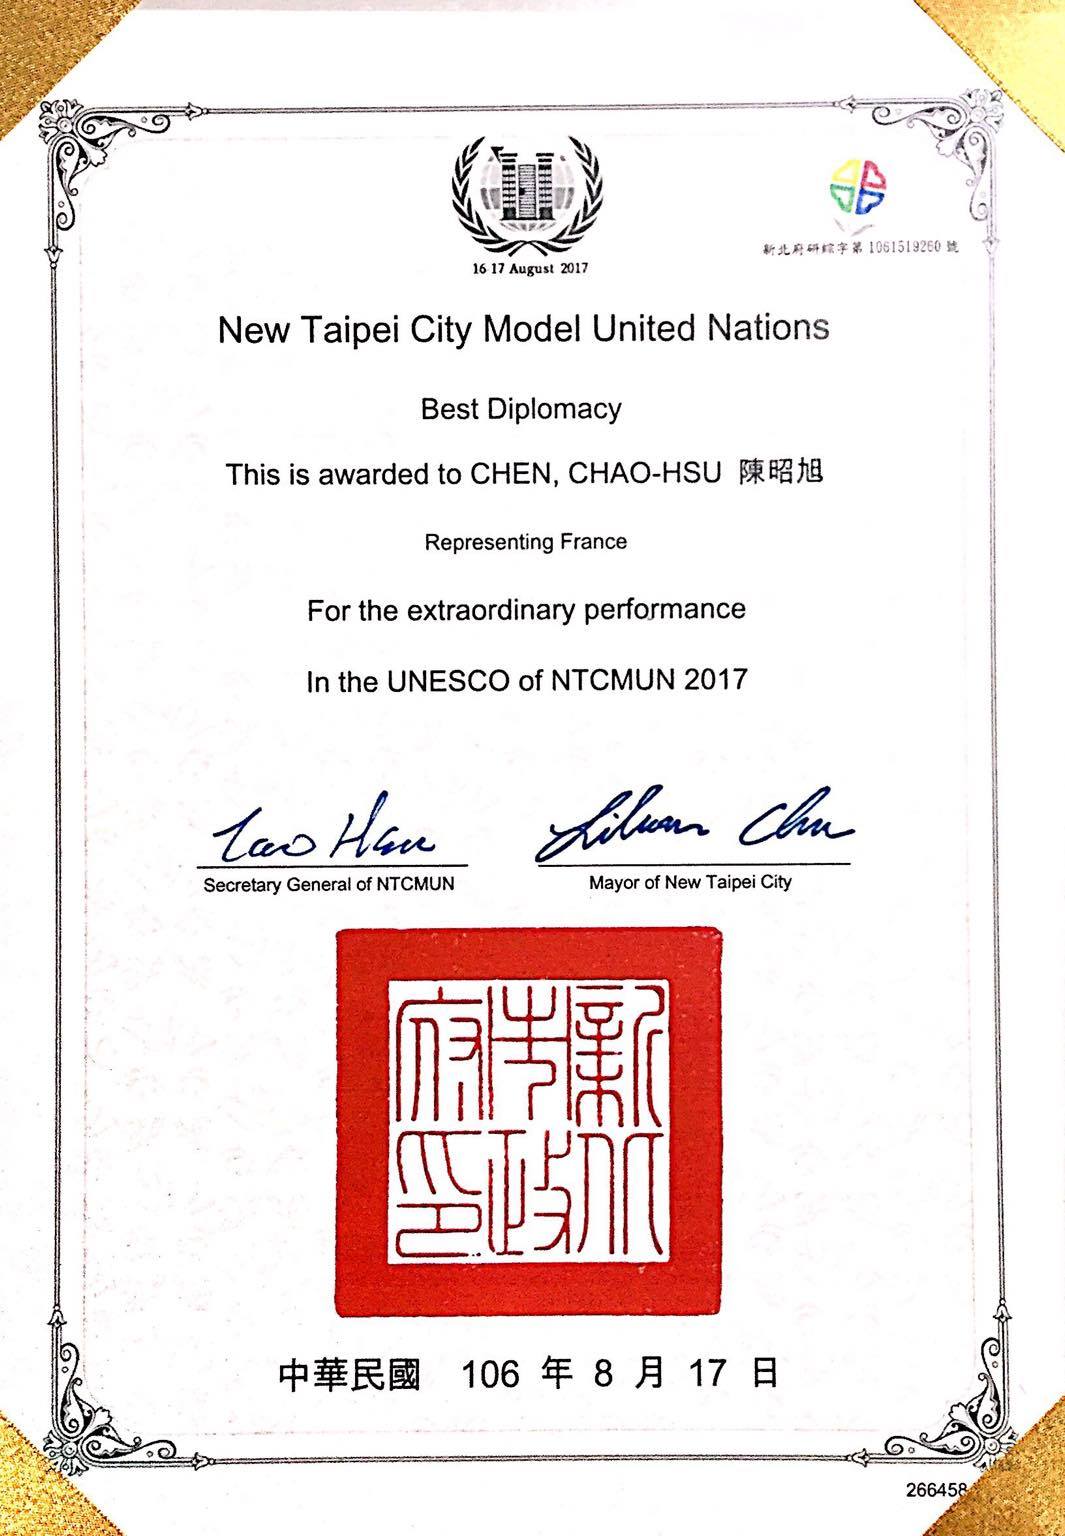 16 17 August 2017
新北府研綜字第 1061519260 號
New Taipei City Model United Nations
Best Diplomacy
This is awarded to CHEN, CHAO-HSU 陳昭旭
Representing France
For the extraordinary performance
In the UNESCO of NTCMUN 2017
Tao Hsu Liluan Chu
Secretary General of NTCMUN Mayor of New Taipei City
新北市政府印
中華民國 106 年 8 月 17 日
266458